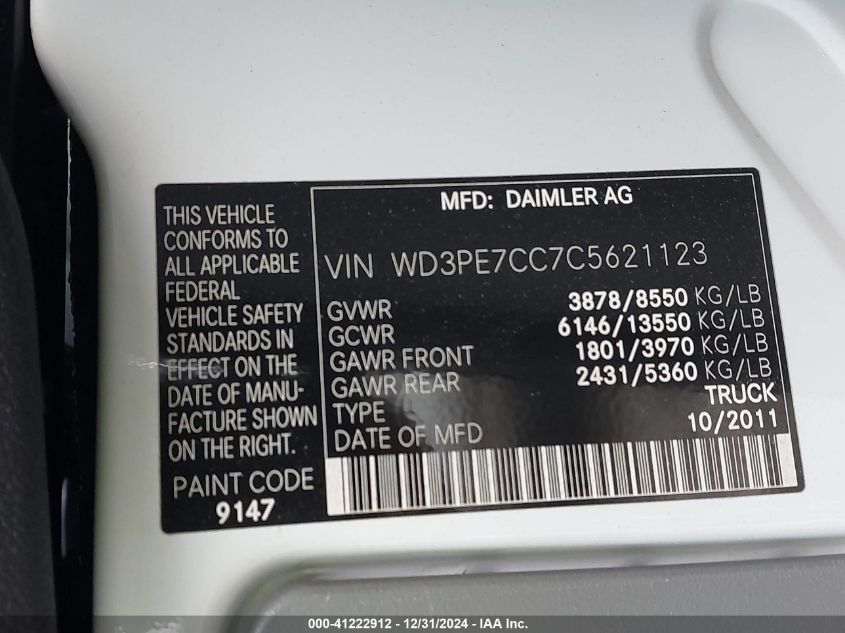 THIS VEHICLE
CONFORMS TO
ALL APPLICABLE
FEDERAL
VEHICLE SAFETY
STANDARDS IN
EFFECT ON THE
DATE OF MANU-
FACTURE SHOWN
ON THE RIGHT.
PAINT CODE
9147
MFD: DAIMLER AG
VIN WD3PE7CC7C5621123
GVWR 3878/8550 KG/LB
GCWR 6146/13550 KG/LB
GAWR FRONT 1801/3970 KG/LB
GAWR REAR 2431/5360 KG/LB
TYPE TRUCK
DATE OF MFD 10/2011
000-41222912 - 12/31/2024 - IAA Inc.